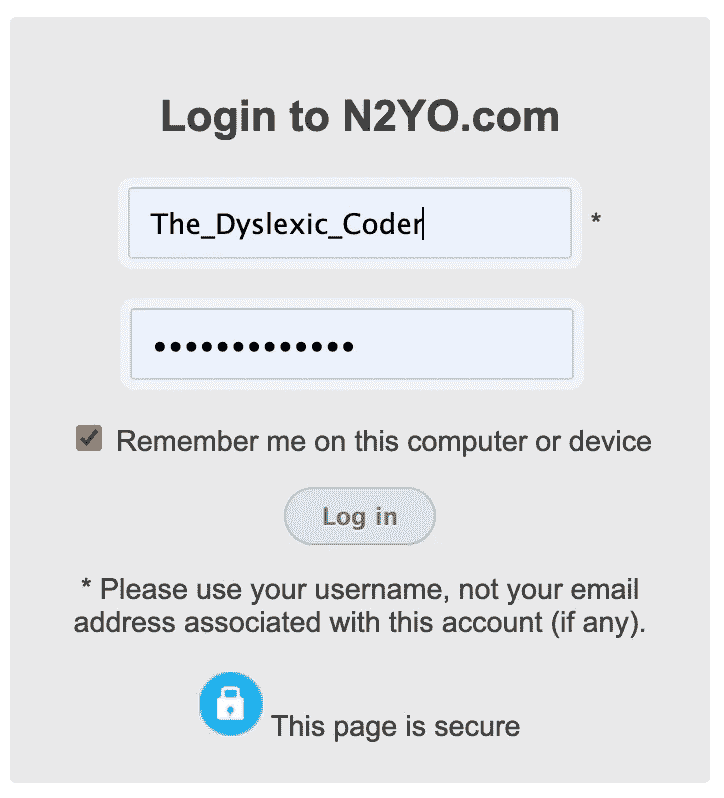 Login to N2YO.com
The_Dyslexic_Coder *
•••••••••••••
Remember me on this computer or device
Log in
* Please use your username, not your email
address associated with this account (if any).
This page is secure